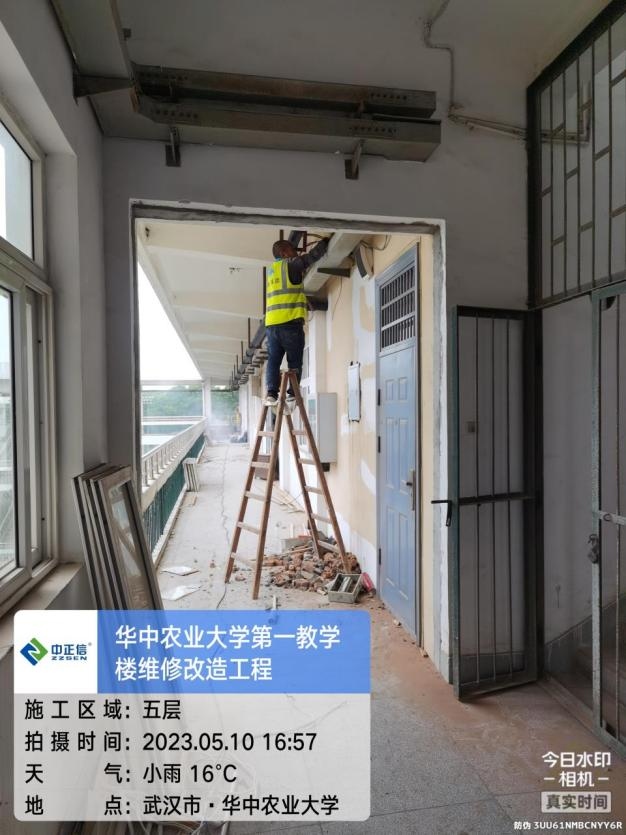 中正信
ZZSEN
华中农业大学第一教学
楼维修改造工程
施工区域：五层
拍摄时间：2023.05.10 16:57
天气：小雨 16°C
地点：武汉市·华中农业大学
今日水印
相机
真实时间
防伪 3UU61NMBCNYY6R